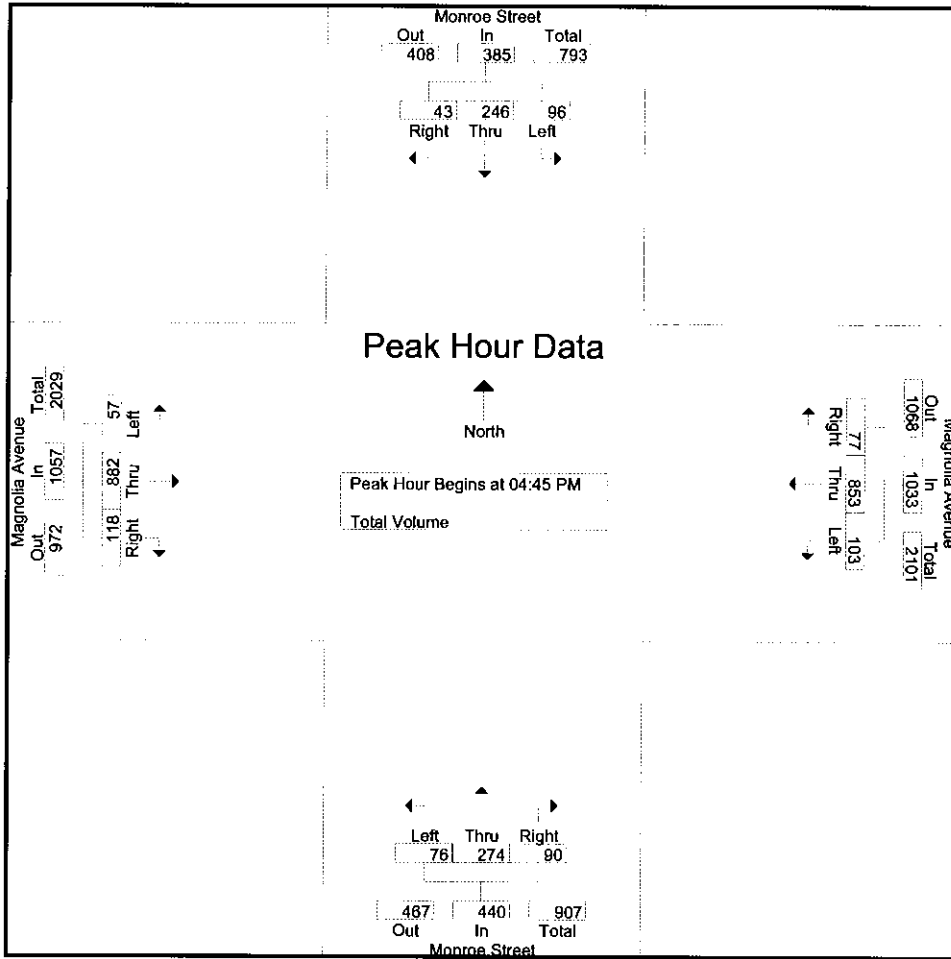 Monroe Street
Out In Total
408 385 793
43 246 96
Right Thru Left
Peak Hour Data
North
Peak Hour Begins at 04:45 PM
Total Volume
Magnolia Avenue
Out In Total
972 1057 2029
118 882 57
Right Thru Left
Magnolia Avenue
Out In Total
1068 1033 2101
77 853 103
Right Thru Left
Left Thru Right
76 274 90
467 440 907
Out In Total
Monroe Street